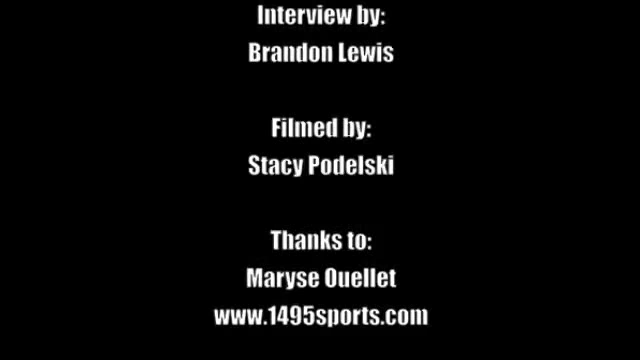 Interview by:
Brandon Lewis
Filmed by:
Stacy Podelski
Thanks to:
Maryse Ouellet
www.1495sports.com